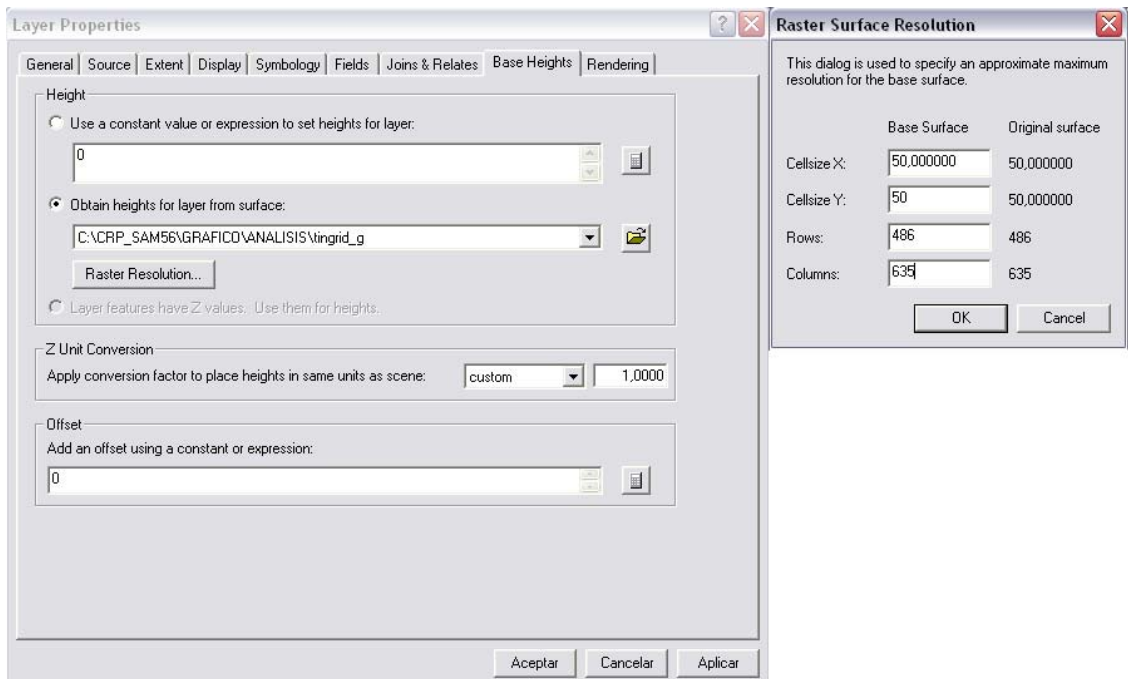 Layer Properties
General Source Extent Display Symbology Fields Joins & Relates Base Heights Rendering
Height
Use a constant value or expression to set heights for layer:
0
Obtain heights for layer from surface:
C:\CRP_SAM56\GRAFICO\ANALISIS\tingrid_g
Raster Resolution...
Layer features have Z values. Use them for heights.
Z Unit Conversion
Apply conversion factor to place heights in same units as scene: custom 1,0000
Offset
Add an offset using a constant or expression:
0
Aceptar Cancelar Aplicar
Raster Surface Resolution
This dialog is used to specify an approximate maximum
resolution for the base surface.
Base Surface Original surface
Cellsize X: 50,000000 50,000000
Cellsize Y: 50 50,000000
Rows: 486 486
Columns: 635 635
OK Cancel